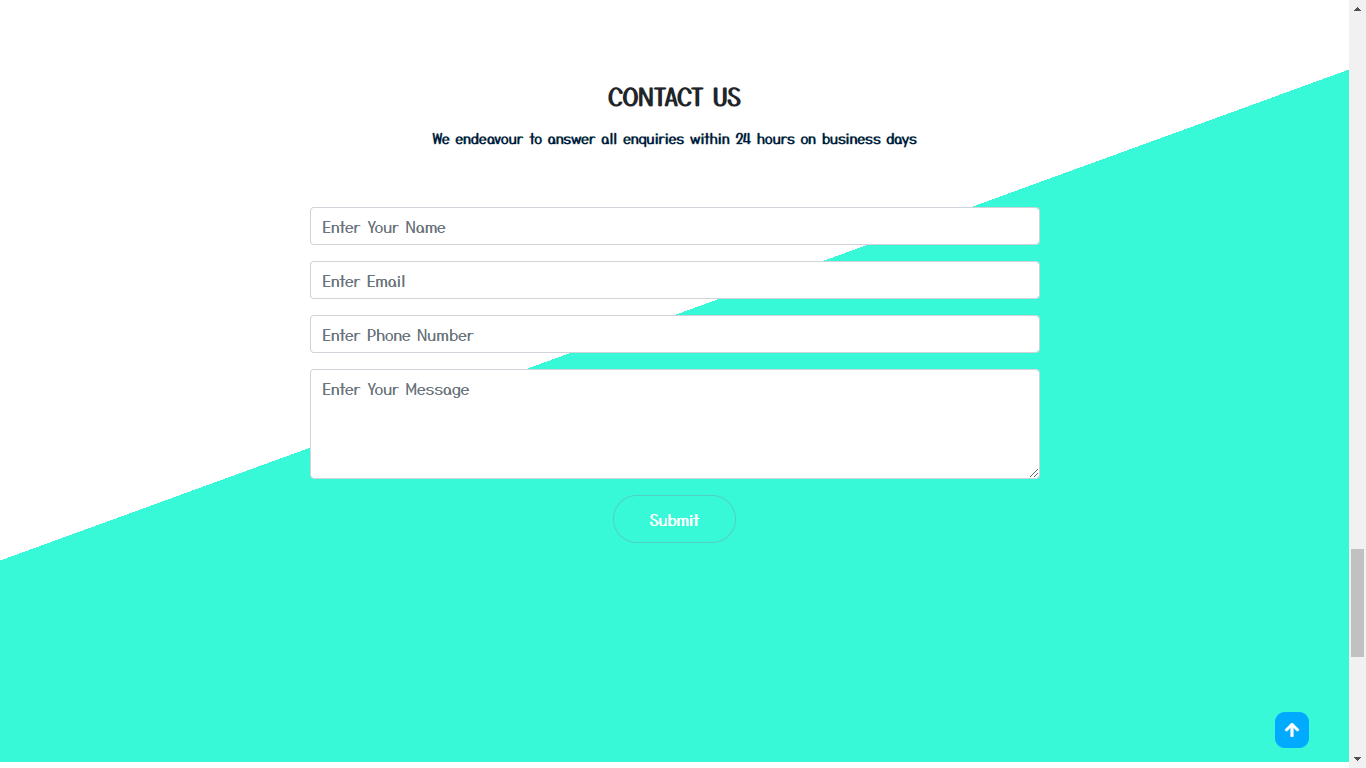 CONTACT US
We endeavour to answer all enquiries within 24 hours on business days
Enter Your Name
Enter Email
Enter Phone Number
Enter Your Message
Submit